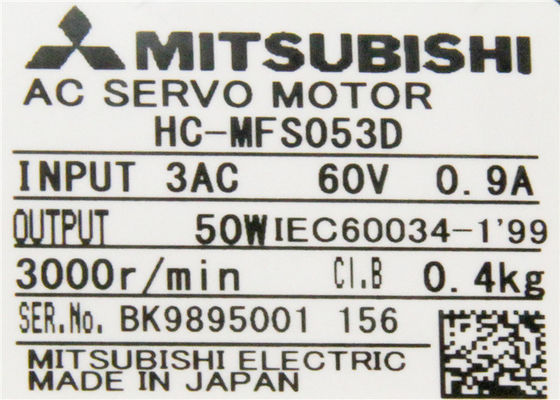 MITSUBISHI
AC SERVO MOTOR
HC-MFS053D
INPUT 3AC 60V 0.9A
OUTPUT 50W IEC60034-1'99
3000r/min Cl.B 0.4kg
SER.No. BK9895001 156
MITSUBISHI ELECTRIC
MADE IN JAPAN